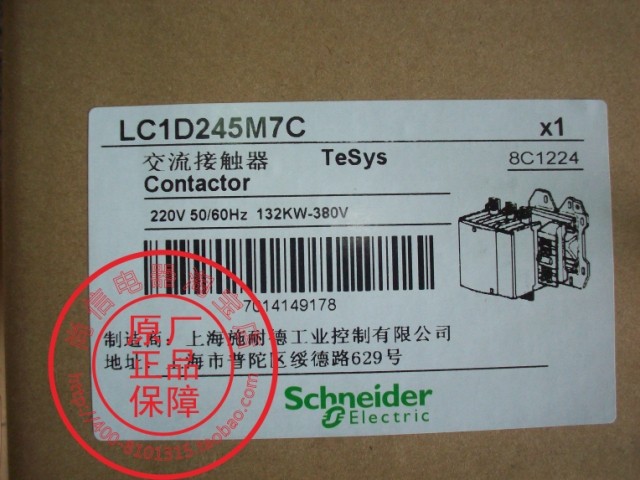 LC1D245M7C x1
交流接触器 TeSys 8C1224
Contactor
220V 50/60Hz 132KW-380V
7014149178
制造商: 上海施耐德工业控制有限公司
地址: 上海市普陀区绥德路629号
Schneider
Electric
原厂
正品
保障